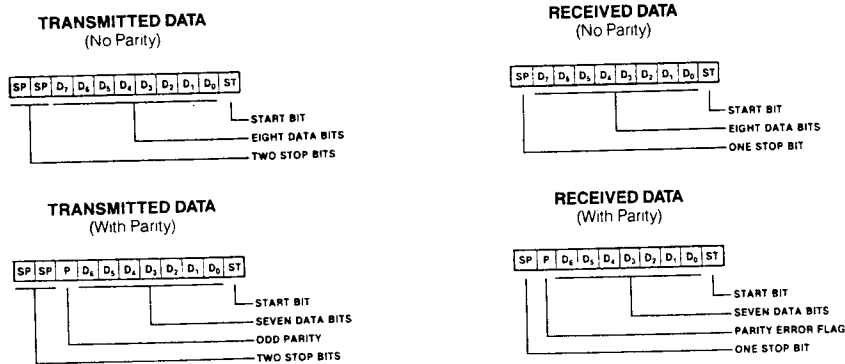 TRANSMITTED DATA
(No Parity)
SP SP D7 D6 D5 D4 D3 D2 D1 D0 ST
START BIT
EIGHT DATA BITS
TWO STOP BITS
RECEIVED DATA
(No Parity)
SP D7 D6 D5 D4 D3 D2 D1 D0 ST
START BIT
EIGHT DATA BITS
ONE STOP BIT
TRANSMITTED DATA
(With Parity)
SP SP P D6 D5 D4 D3 D2 D1 D0 ST
START BIT
SEVEN DATA BITS
ODD PARITY
TWO STOP BITS
RECEIVED DATA
(With Parity)
SP P D6 D5 D4 D3 D2 D1 D0 ST
START BIT
SEVEN DATA BITS
PARITY ERROR FLAG
ONE STOP BIT